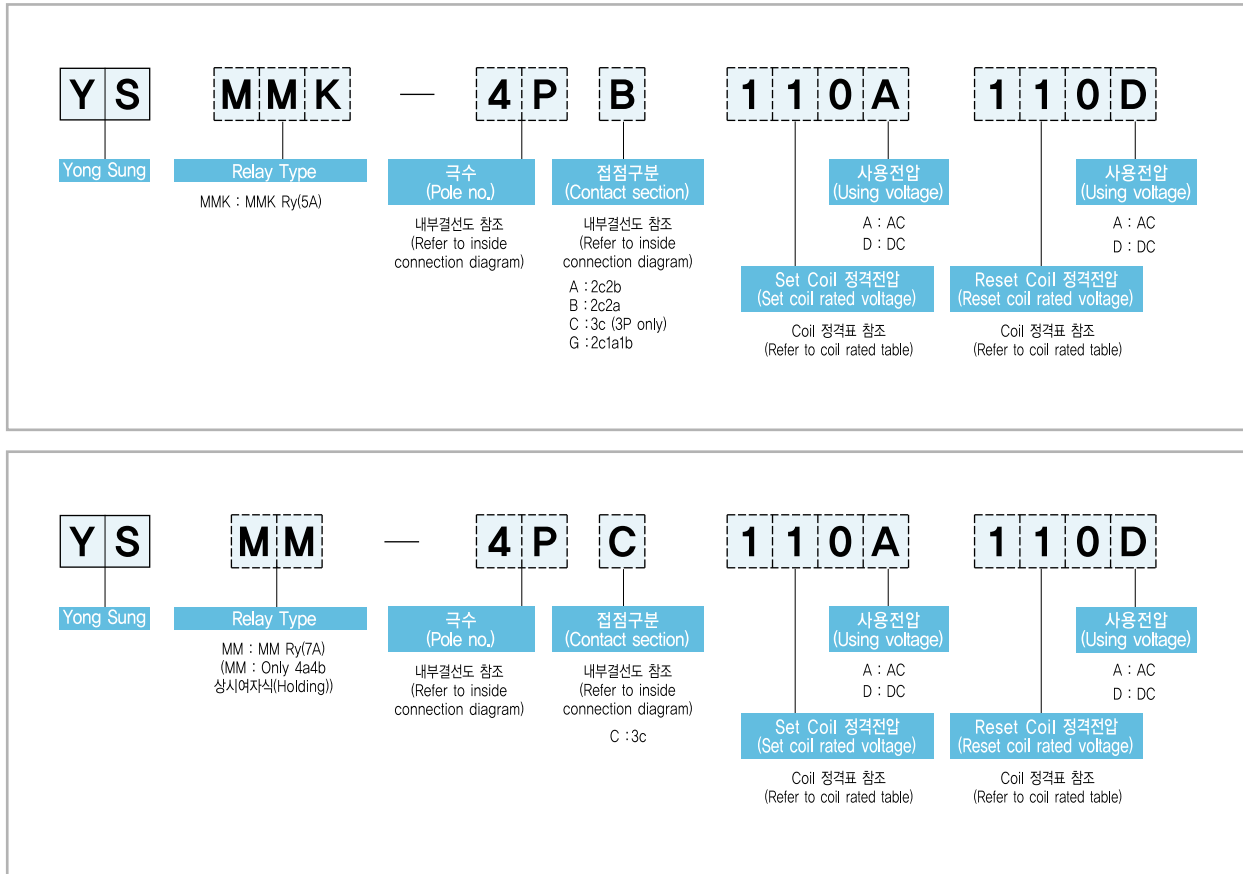 YS MMK — 4P B 110A 110D
Yong Sung
Relay Type
MMK : MMK Ry(5A)
극수
(Pole no.)
내부결선도 참조
(Refer to inside
connection diagram)
접점구분
(Contact section)
내부결선도 참조
(Refer to inside
connection diagram)
A : 2c2b
B : 2c2a
C : 3c (3P only)
G : 2c1a1b
사용전압
(Using voltage)
A : AC
D : DC
Set Coil 정격전압
(Set coil rated voltage)
Coil 정격표 참조
(Refer to coil rated table)
사용전압
(Using voltage)
A : AC
D : DC
Reset Coil 정격전압
(Reset coil rated voltage)
Coil 정격표 참조
(Refer to coil rated table)
YS MM — 4P C 110A 110D
Yong Sung
Relay Type
MM : MM Ry(7A)
(MM : Only 4a4b
상시여자식(Holding))
극수
(Pole no.)
내부결선도 참조
(Refer to inside
connection diagram)
접점구분
(Contact section)
내부결선도 참조
(Refer to inside
connection diagram)
C : 3c
사용전압
(Using voltage)
A : AC
D : DC
Set Coil 정격전압
(Set coil rated voltage)
Coil 정격표 참조
(Refer to coil rated table)
사용전압
(Using voltage)
A : AC
D : DC
Reset Coil 정격전압
(Reset coil rated voltage)
Coil 정격표 참조
(Refer to coil rated table)